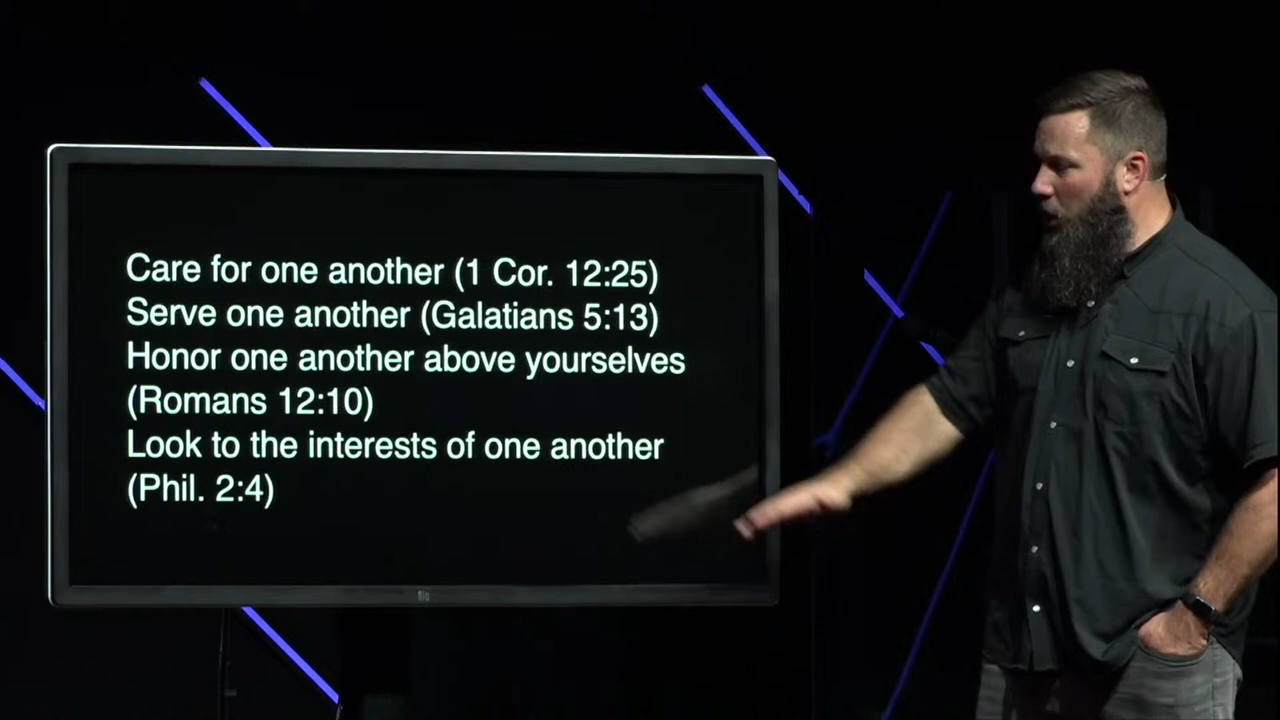 Care for one another (1 Cor. 12:25)
Serve one another (Galatians 5:13)
Honor one another above yourselves
(Romans 12:10)
Look to the interests of one another
(Phil. 2:4)
elo